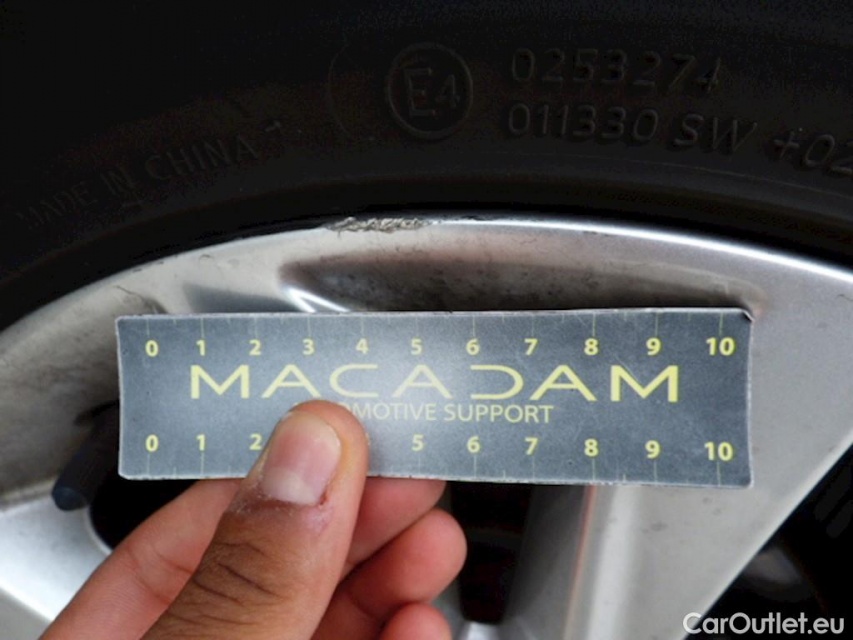 E4
0253274
011330 SW +02
MADE IN CHINA
0 1 2 3 4 5 6 7 8 9 10
MACADAM
MOTIVE SUPPORT
0 1 2 5 6 7 8 9 10
CarOutlet.eu